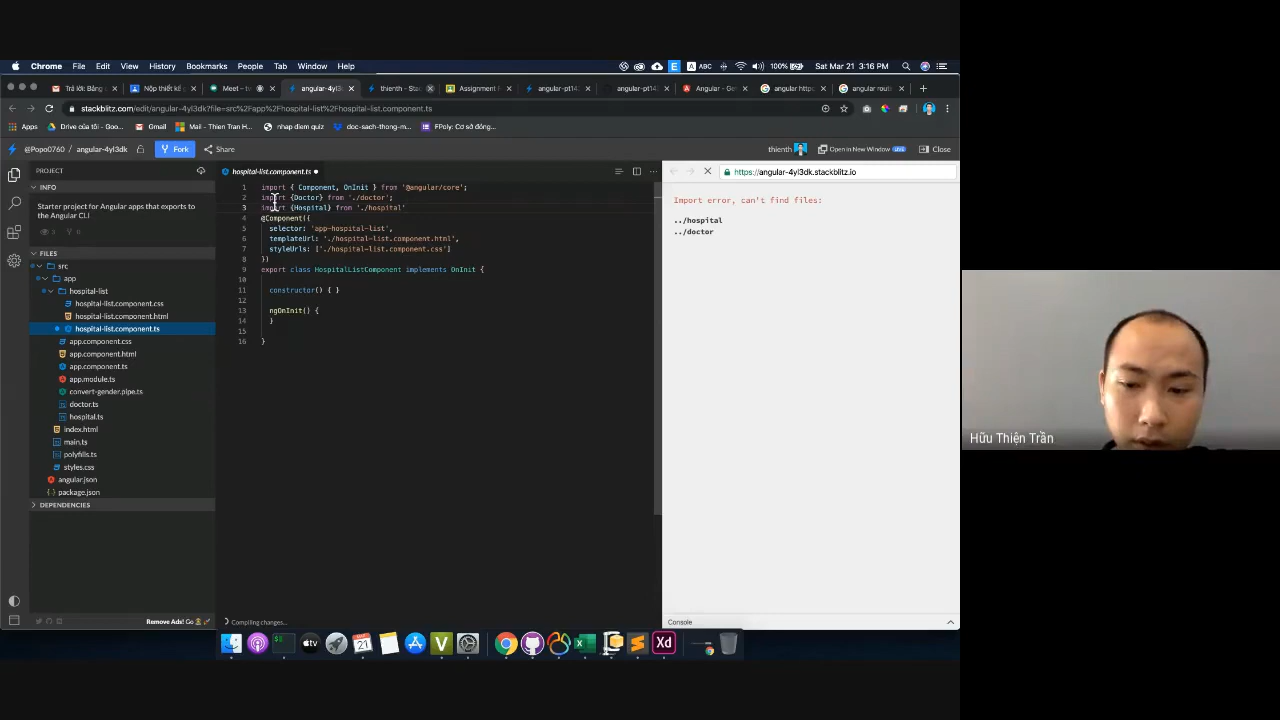 Chrome File Edit View History Bookmarks People Tab Window Help
E A ABC 100% Sat Mar 21 3:16 PM
Trả lời: Bảng
Nộp thiết kế
Meet –
angular-4yl3dk
thienth - Sta
Assignment
angular-pt14
angular-pt14
Angular - Ge
angular http
angular rout
stackblitz.com/edit/angular-4yl3dk?file=src%2Fapp%2Fhospital-list%2Fhospital-list.component.ts
Apps Drive của tôi - Goo... Gmail Mail - Thien Tran H... nhap diem quiz doc-sach-thong-m... FPoly: Cơ sở đồng...
@Popo0760 / angular-4yl3dk Fork Share thienth Open in New Window LIVE Close
PROJECT
INFO
Starter project for Angular apps that exports
to the Angular CLI
FILES
src
app
hospital-list
hospital-list.component.css
hospital-list.component.html
hospital-list.component.ts
app.component.css
app.component.html
app.component.ts
app.module.ts
convert-gender.pipe.ts
doctor.ts
hospital.ts
index.html
main.ts
polyfills.ts
styles.css
angular.json
package.json
DEPENDENCIES
Remove Ads! Go
hospital-list.component.ts
1 import { Component, OnInit } from '@angular/core';
2 import {Doctor} from './doctor';
3 import {Hospital} from './hospital'
4 @Component({
5 selector: 'app-hospital-list',
6 templateUrl: './hospital-list.component.html',
7 styleUrls: ['./hospital-list.component.css']
8 })
9 export class HospitalListComponent implements OnInit {
10
11 constructor() { }
12
13 ngOnInit() {
14 }
15
16 }
Compiling changes...
https://angular-4yl3dk.stackblitz.io
Import error, can't find files:
../hospital
../doctor
Console
21
V
Xd
Hữu Thiện Trần